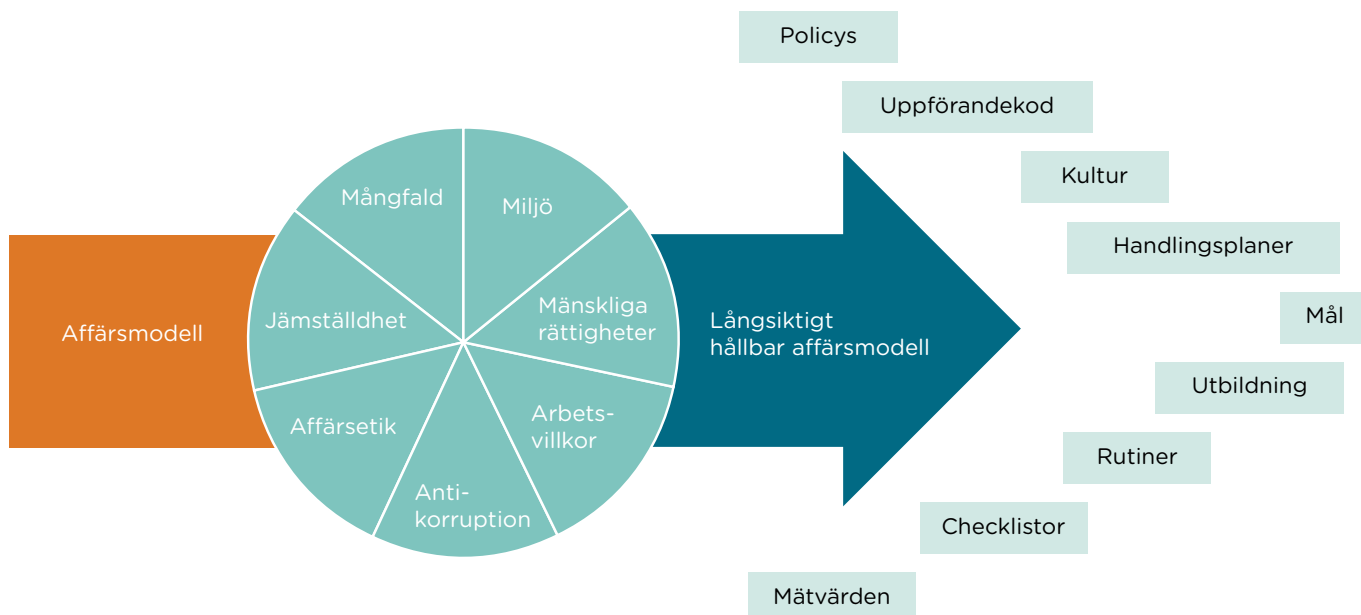 Policys
Uppförandekod
Kultur
Handlingsplaner
Mål
Utbildning
Rutiner
Checklistor
Mätvärden
Affärsmodell
Mångfald
Miljö
Jämställdhet
Mänskliga
rättigheter
Affärsetik
Arbets-
villkor
Anti-
korruption
Långsiktigt
hållbar affärsmodell